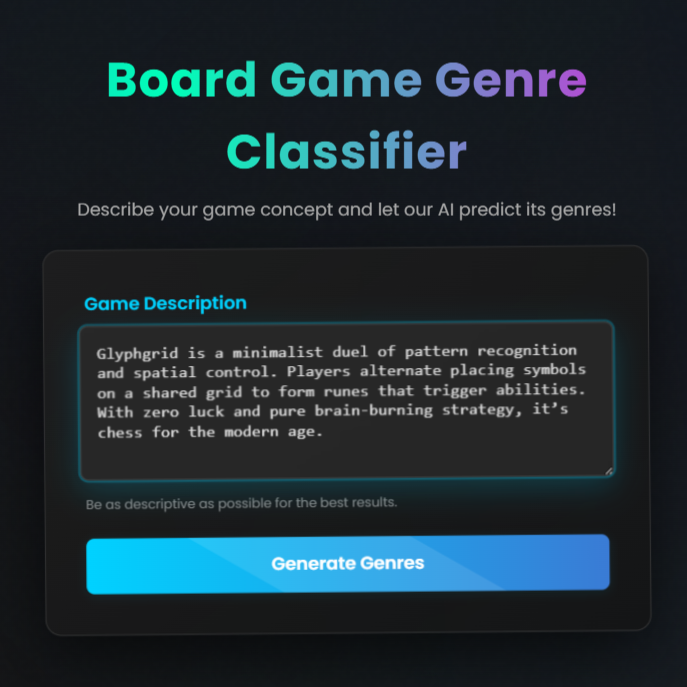 Board Game Genre
Classifier
Describe your game concept and let our AI predict its genres!
Game Description
Glyphgrid is a minimalist duel of pattern recognition
and spatial control. Players alternate placing symbols
on a shared grid to form runes that trigger abilities.
With zero luck and pure brain-burning strategy, it’s
chess for the modern age.
Be as descriptive as possible for the best results.
Generate Genres